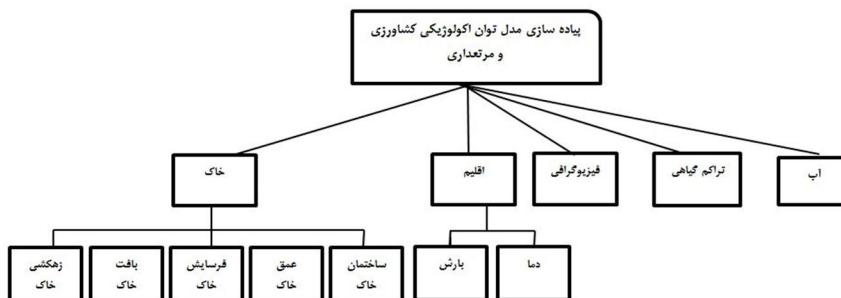 پیاده سازی مدل توان اکولوژیکی کشاورزی
و مرتعداری
خاک
اقلیم
فیزیوگرافی
تراکم گیاهی
آب
زهکشی
خاک
بافت
خاک
فرسایش
خاک
عمق
خاک
ساختمان
خاک
بارش
دما